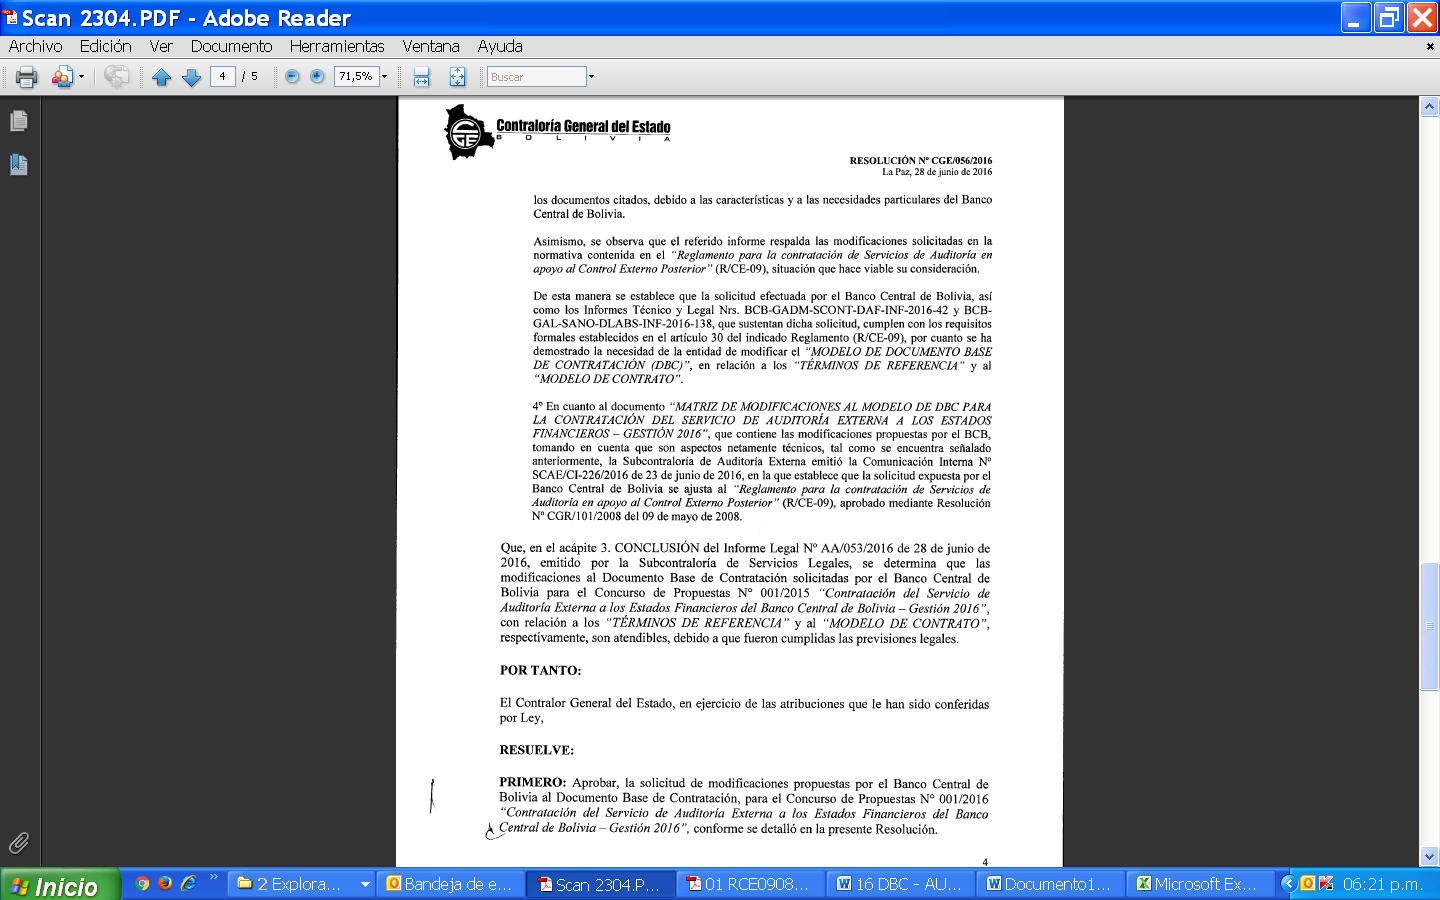 Scan 2304.PDF - Adobe Reader
Archivo Edición Ver Documento Herramientas Ventana Ayuda
4 / 5 71,5% Buscar
Contraloría General del Estado
B O L I V I A
RESOLUCIÓN Nº CGE/056/2016
La Paz, 28 de junio de 2016
los documentos citados, debido a las características y a las necesidades particulares del Banco
Central de Bolivia.
Asimismo, se observa que el referido informe respalda las modificaciones solicitadas en la
normativa contenida en el “Reglamento para la contratación de Servicios de Auditoría en
apoyo al Control Externo Posterior” (R/CE-09), situación que hace viable su consideración.
De esta manera se establece que la solicitud efectuada por el Banco Central de Bolivia, así
como los Informes Técnico y Legal Nrs. BCB-GADM-SCONT-DAF-INF-2016-42 y BCB-
GAL-SANO-DLABS-INF-2016-138, que sustentan dicha solicitud, cumplen con los requisitos
formales establecidos en el artículo 30 del indicado Reglamento (R/CE-09), por cuanto se ha
demostrado la necesidad de la entidad de modificar el “MODELO DE DOCUMENTO BASE
DE CONTRATACIÓN (DBC)”, en relación a los “TÉRMINOS DE REFERENCIA” y al
“MODELO DE CONTRATO”.
4º En cuanto al documento “MATRIZ DE MODIFICACIONES AL MODELO DE DBC PARA
LA CONTRATACIÓN DEL SERVICIO DE AUDITORÍA EXTERNA A LOS ESTADOS
FINANCIEROS – GESTIÓN 2016”, que contiene las modificaciones propuestas por el BCB,
tomando en cuenta que son aspectos netamente técnicos, tal como se encuentra señalado
anteriormente, la Subcontraloría de Auditoría Externa emitió la Comunicación Interna Nº
SCAE/CI-226/2016 de 23 de junio de 2016, en la que establece que la solicitud expuesta por el
Banco Central de Bolivia se ajusta al “Reglamento para la contratación de Servicios de
Auditoría en apoyo al Control Externo Posterior” (R/CE-09), aprobado mediante Resolución
Nº CGR/101/2008 del 09 de mayo de 2008.
Que, en el acápite 3. CONCLUSIÓN del Informe Legal Nº AA/053/2016 de 28 de junio de
2016, emitido por la Subcontraloría de Servicios Legales, se determina que las
modificaciones al Documento Base de Contratación solicitadas por el Banco Central de
Bolivia para el Concurso de Propuestas Nº 001/2015 “Contratación del Servicio de
Auditoría Externa a los Estados Financieros del Banco Central de Bolivia – Gestión 2016”,
con relación a los “TÉRMINOS DE REFERENCIA” y al “MODELO DE CONTRATO”,
respectivamente, son atendibles, debido a que fueron cumplidas las previsiones legales.
POR TANTO:
El Contralor General del Estado, en ejercicio de las atribuciones que le han sido conferidas
por Ley,
RESUELVE:
PRIMERO: Aprobar, la solicitud de modificaciones propuestas por el Banco Central de
Bolivia al Documento Base de Contratación, para el Concurso de Propuestas Nº 001/2016
“Contratación del Servicio de Auditoría Externa a los Estados Financieros del Banco
Central de Bolivia – Gestión 2016”, conforme se detalló en la presente Resolución.
4
Inicio 2 Explora... Bandeja de e... Scan 2304.P... 01 RCE0908... 16 DBC - AU... Documento1... Microsoft Ex... 06:21 p.m.